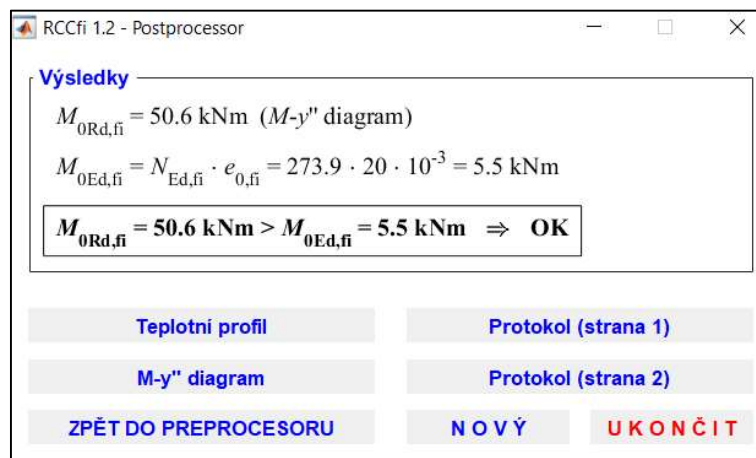 RCCfi 1.2 - Postprocessor
Výsledky
M0Rd,fi = 50.6 kNm (M-y" diagram)
M0Ed,fi = NEd,fi · e0,fi = 273.9 · 20 · 10-3 = 5.5 kNm
M0Rd,fi = 50.6 kNm > M0Ed,fi = 5.5 kNm ⇒ OK
Teplotní profil
Protokol (strana 1)
M-y" diagram
Protokol (strana 2)
ZPĚT DO PREPROCESORU
N O V Ý
U K O N Č I T